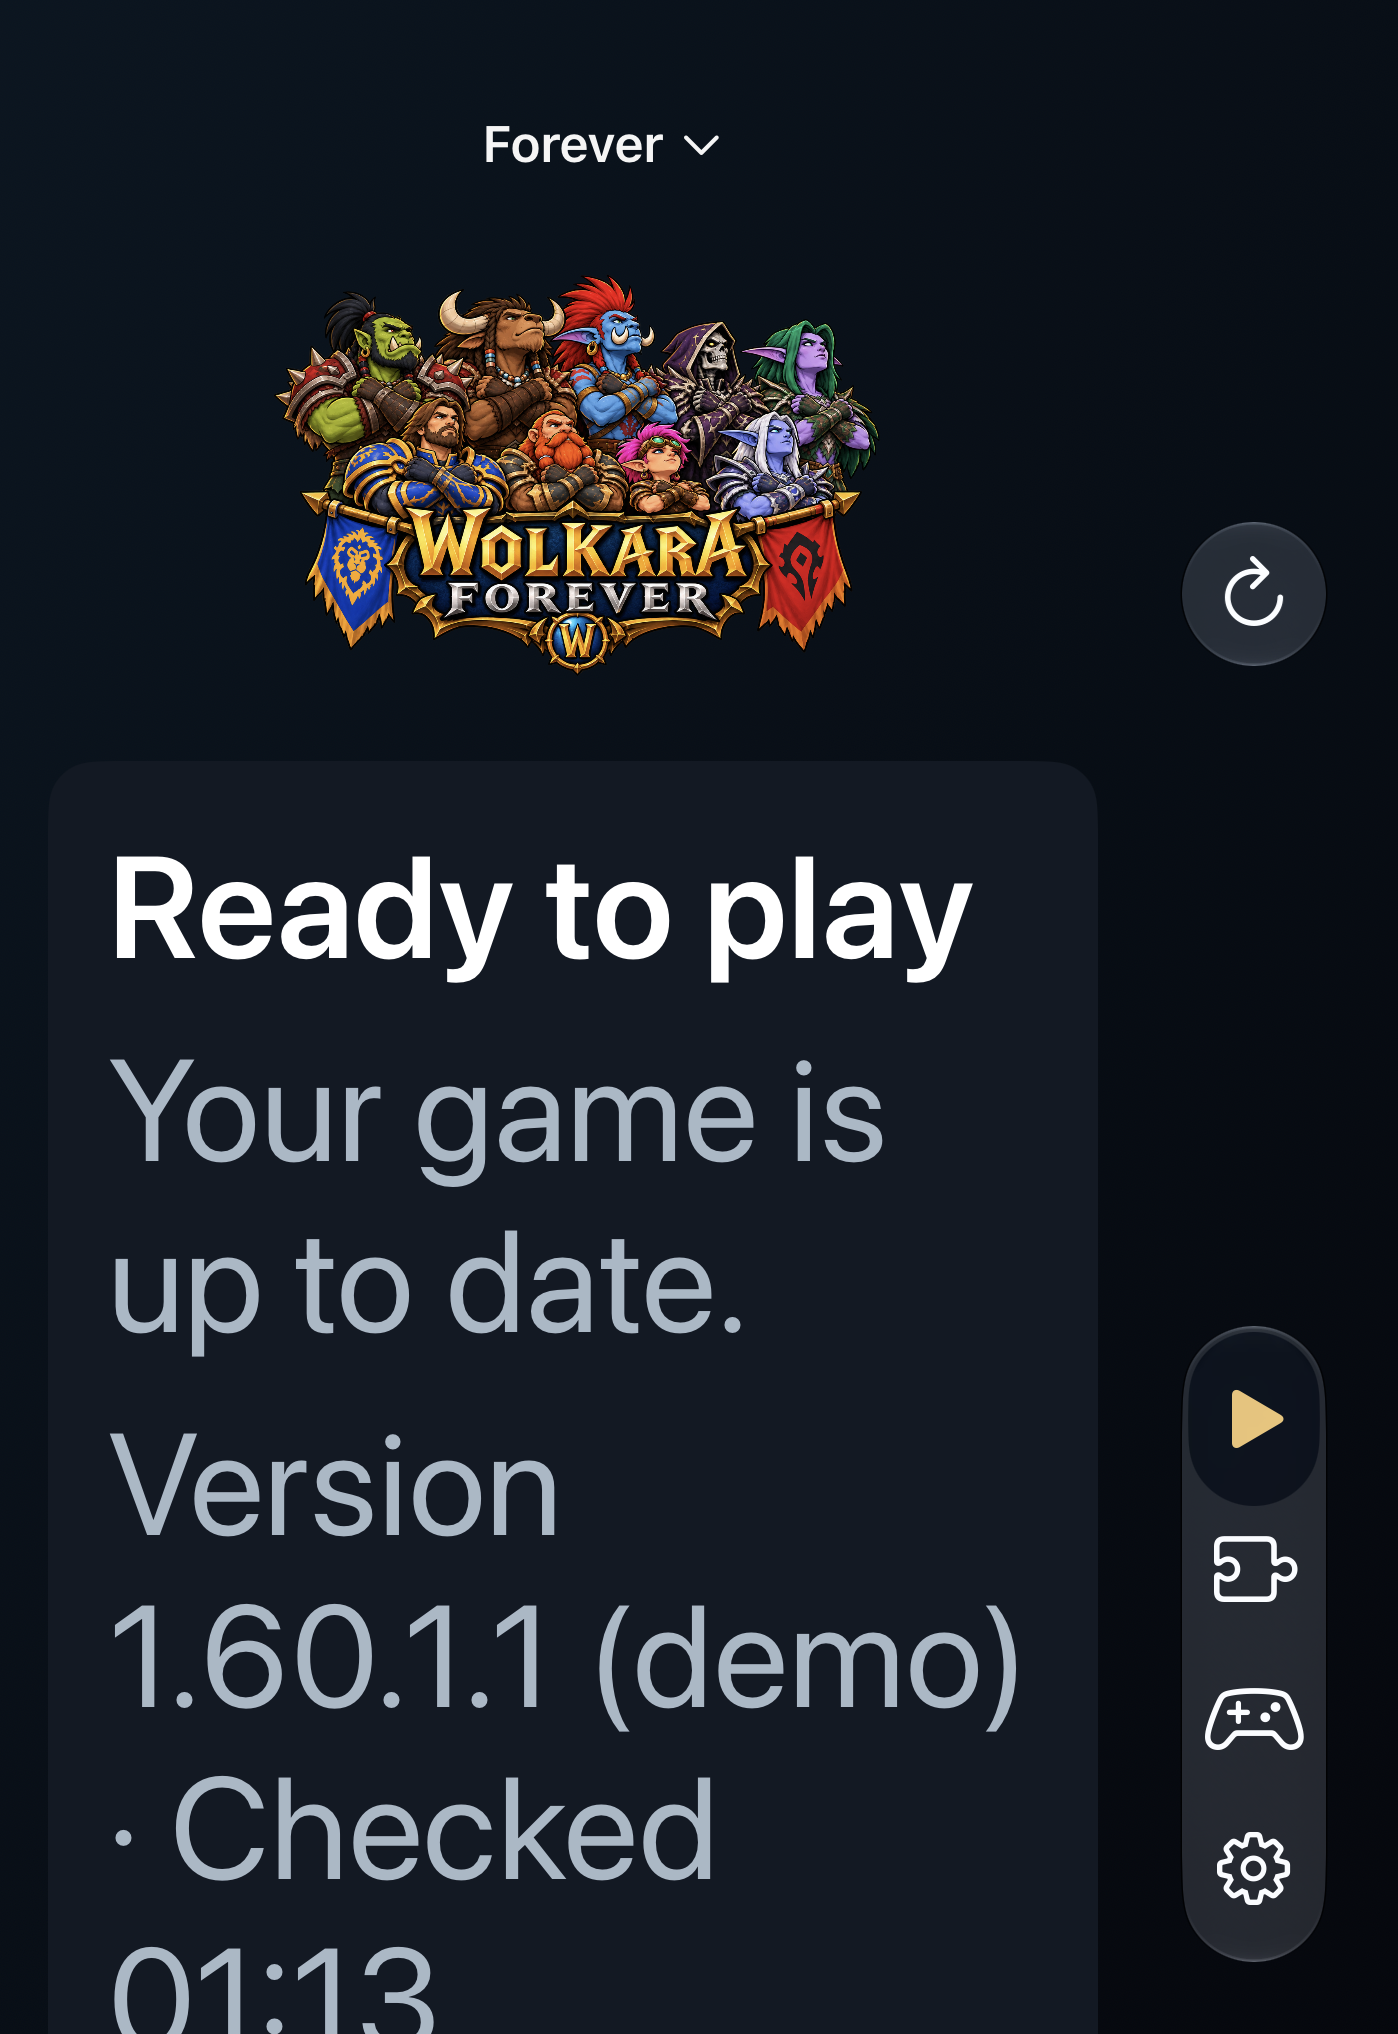 Forever
WOLKARA
FOREVER
W
Ready to play
Your game is
up to date.
Version
1.60.1.1 (demo)
· Checked
01:13